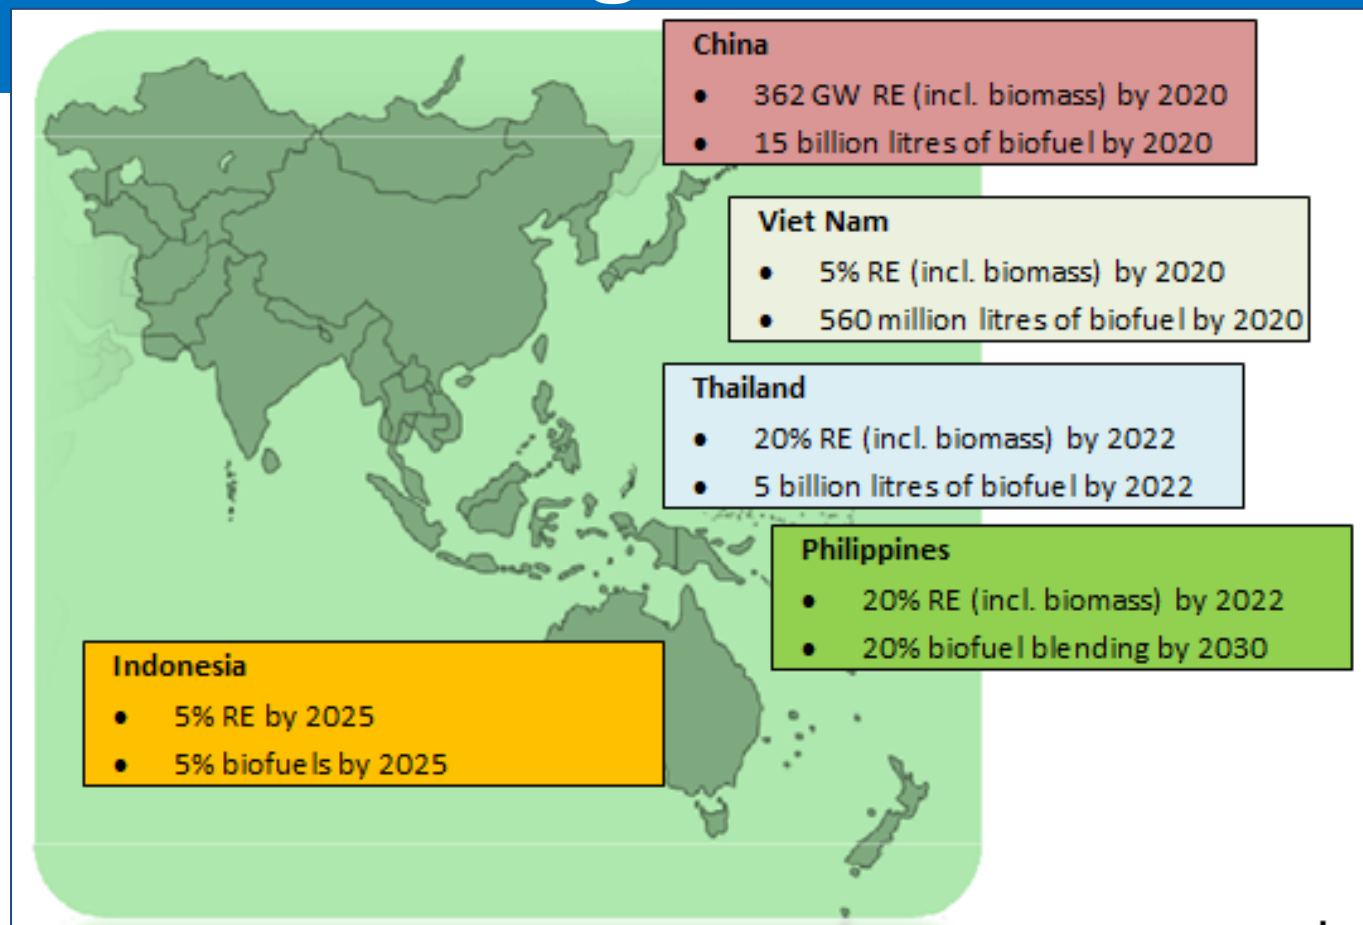 China
• 362 GW RE (incl. biomass) by 2020
• 15 billion litres of biofuel by 2020
Viet Nam
• 5% RE (incl. biomass) by 2020
• 560 million litres of biofuel by 2020
Thailand
• 20% RE (incl. biomass) by 2022
• 5 billion litres of biofuel by 2022
Philippines
• 20% RE (incl. biomass) by 2022
• 20% biofuel blending by 2030
Indonesia
• 5% RE by 2025
• 5% biofuels by 2025